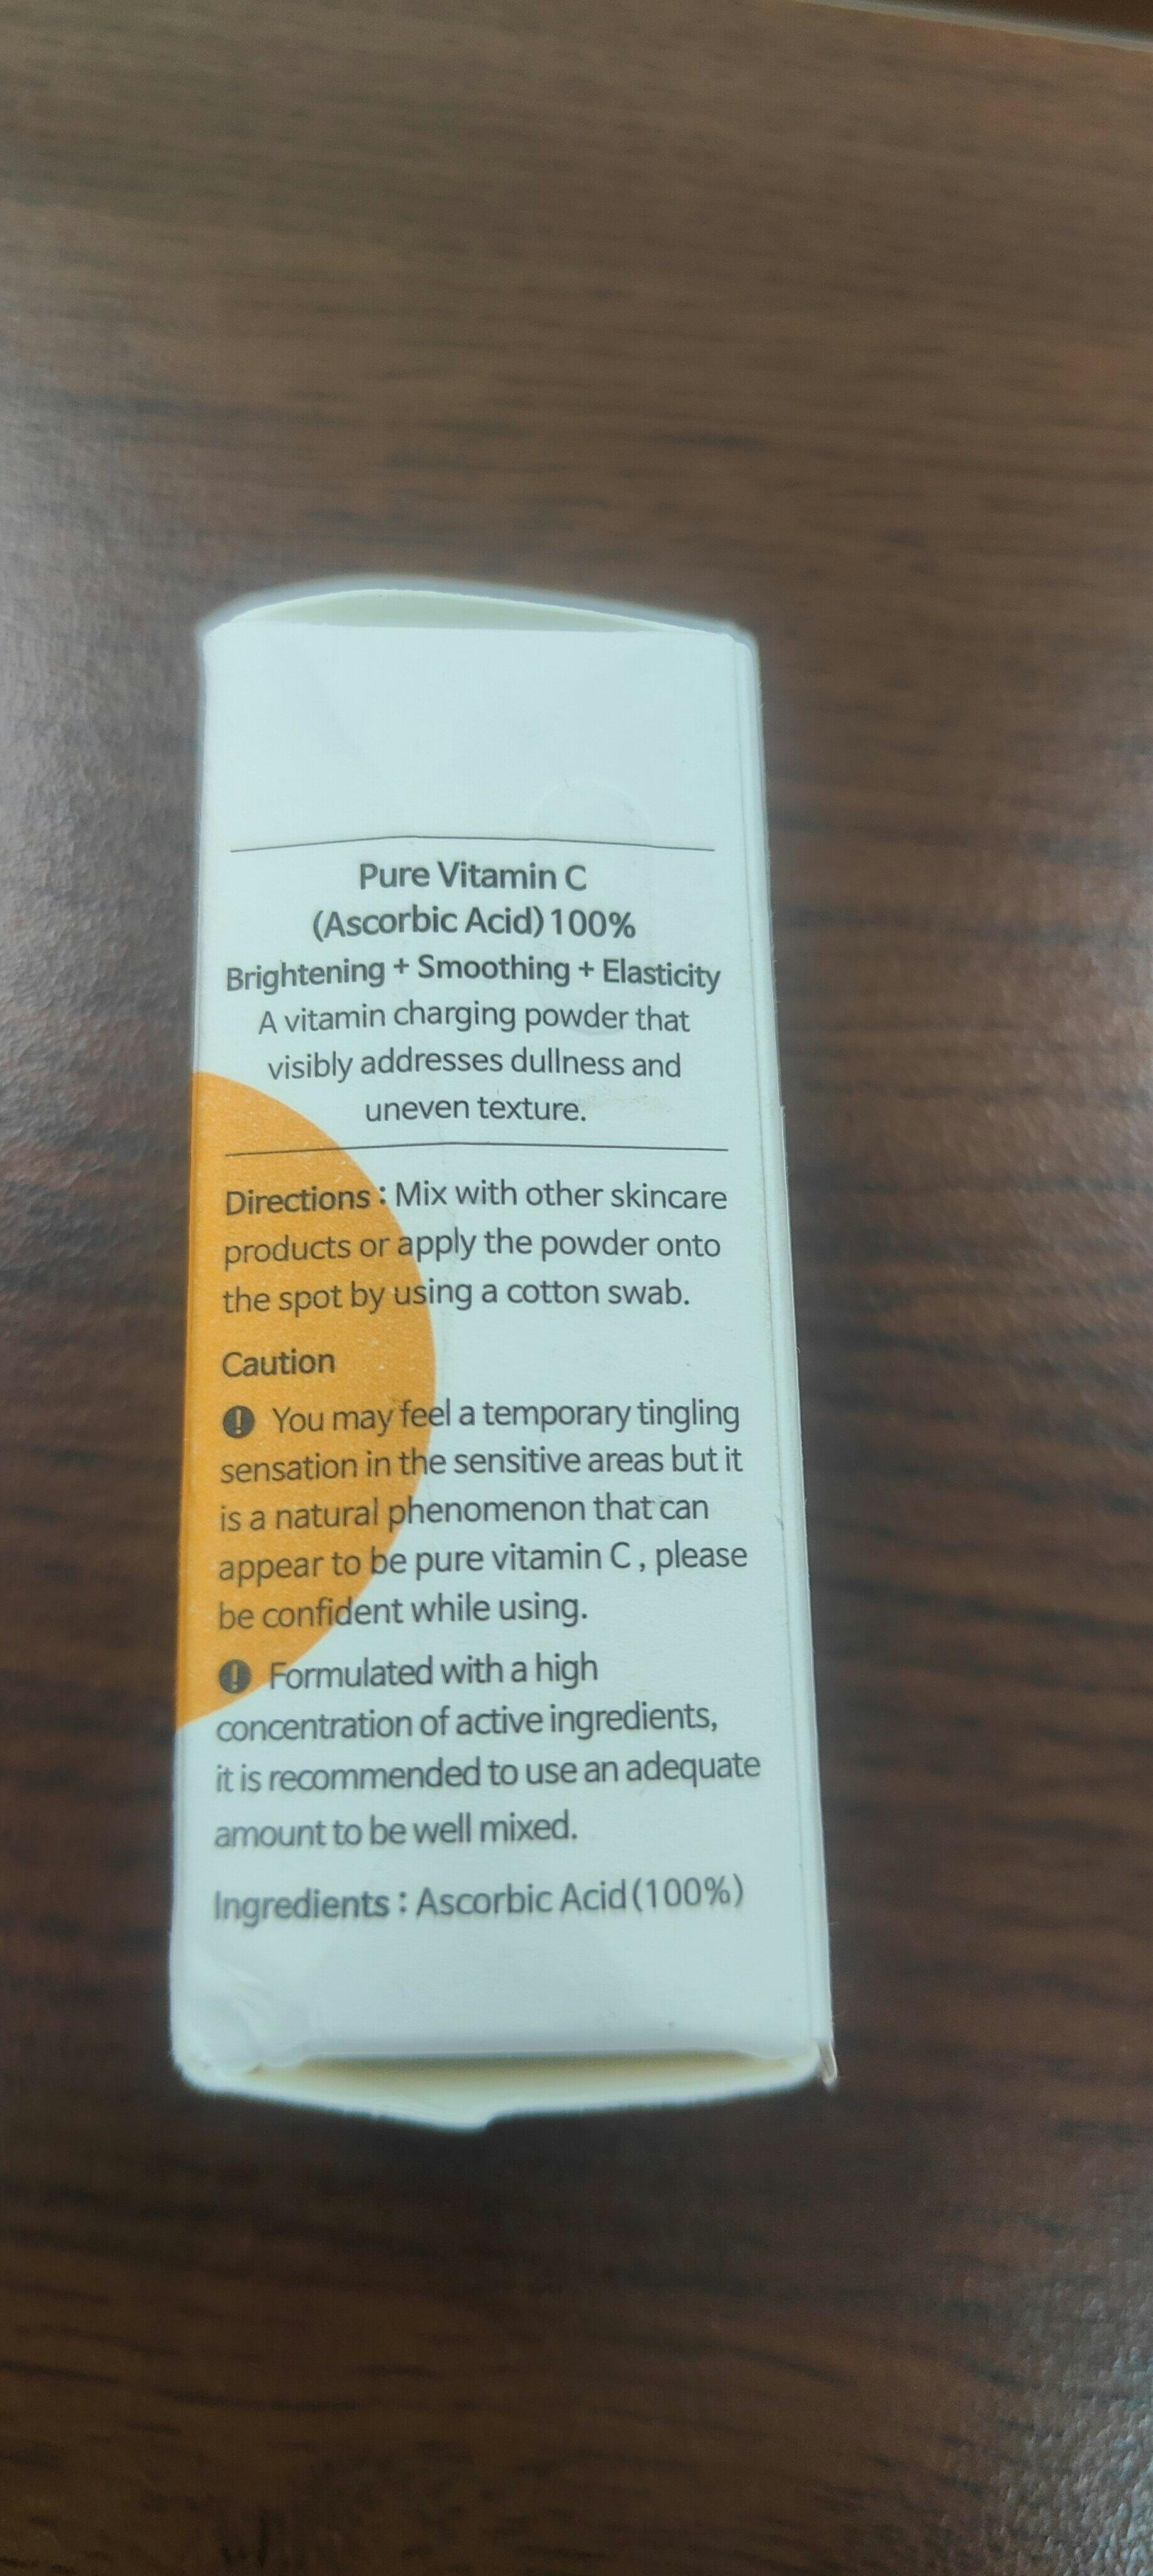 Pure Vitamin C
(Ascorbic Acid) 100%
Brightening + Smoothing + Elasticity
A vitamin charging powder that
visibly addresses dullness and
uneven texture.
Directions : Mix with other skincare
products or apply the powder onto
the spot by using a cotton swab.
Caution
! You may feel a temporary tingling
sensation in the sensitive areas but it
is a natural phenomenon that can
appear to be pure vitamin C , please
be confident while using.
! Formulated with a high
concentration of active ingredients,
it is recommended to use an adequate
amount to be well mixed.
Ingredients : Ascorbic Acid (100%)